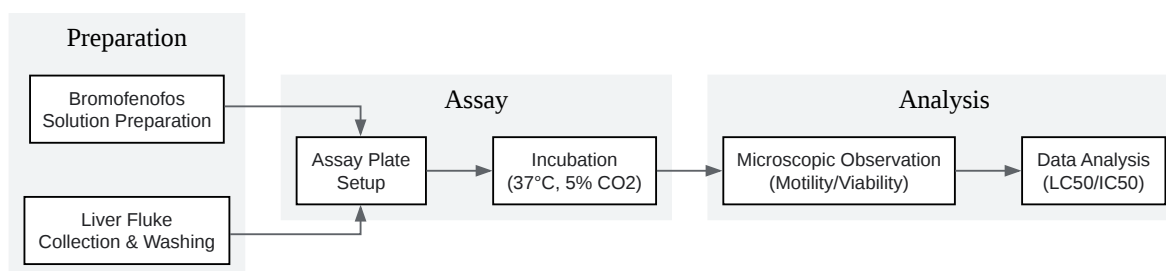 Preparation
Bromofenofos
Solution Preparation
Liver Fluke
Collection & Washing
Assay
Assay Plate
Setup
Incubation
(37°C, 5% CO2)
Analysis
Microscopic Observation
(Motility/Viability)
Data Analysis
(LC50/IC50)